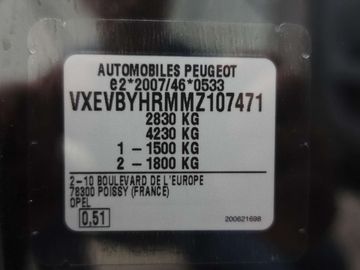 AUTOMOBILES PEUGEOT
e2*2007/46*0533
VXEVBYHRMMZ107471
2830 KG
4230 KG
1 - 1500 KG
2 - 1800 KG
2-10 BOULEVARD DE L'EUROPE
78300 POISSY (FRANCE)
OPEL
0.51
200621698